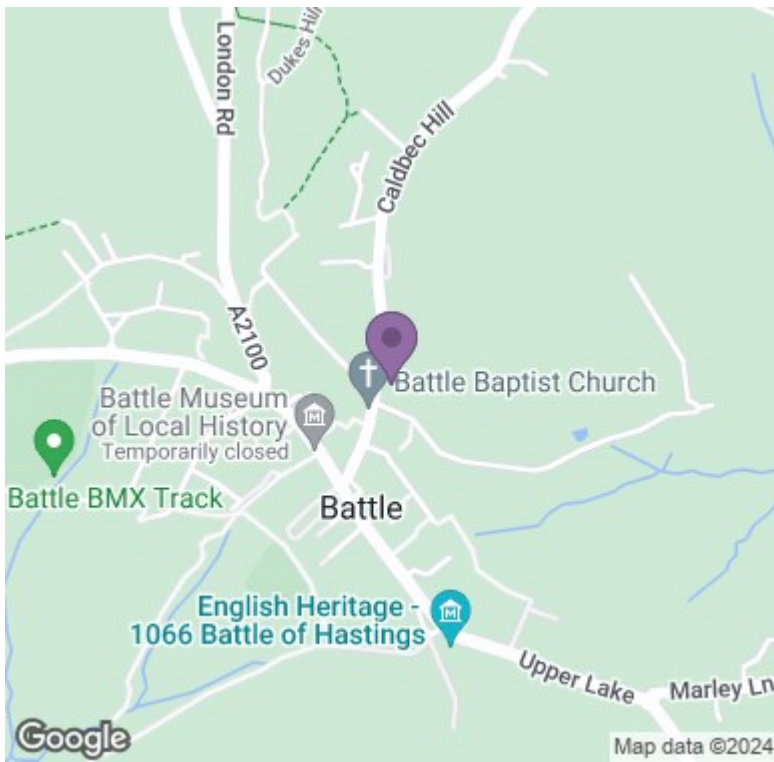 London Rd
Dukes Hill
Caldbec Hill
A2100
Battle Baptist Church
Battle Museum
of Local History
Temporarily closed
Battle BMX Track
Battle
English Heritage -
1066 Battle of Hastings
Upper Lake
Marley Ln
Google
Map data ©2024